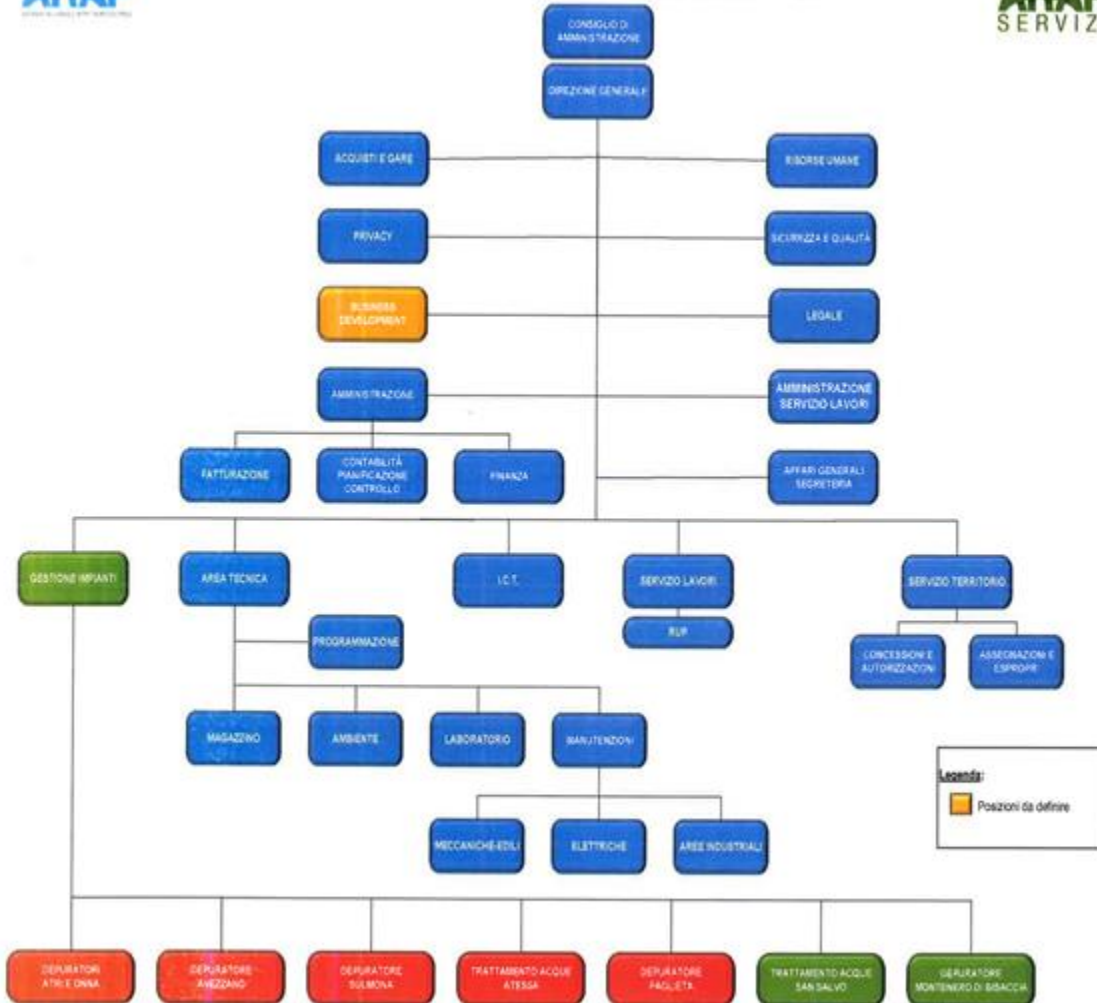 ARAP
ARAP
SERVIZ
CONSIGLIO DI
AMMINISTRAZIONE
DIREZIONE GENERALE
ACQUISTI E GARE
RISORSE UMANE
PRIVACY
SICUREZZA E QUALITÀ
BUSINESS
DEVELOPMENT
LEGALE
AMMINISTRAZIONE
AMMINISTRAZIONE
SERVIZIO LAVORI
FATTURAZIONE
CONTABILITÀ
PIANIFICAZIONE
CONTROLLO
FINANZA
AFFARI GENERALI
SEGRETERIA
GESTIONE IMPIANTI
AREA TECNICA
I.C.T.
SERVIZIO LAVORI
SERVIZIO TERRITORIO
PROGRAMMAZIONE
RUP
CONCESSIONI E
AUTORIZZAZIONI
ASSEGNAZIONI E
ESPROPRI
MAGAZZINO
AMBIENTE
LABORATORIO
MANUTENZIONI
Legenda:
Posizioni da definire
MECCANICHE-EDILI
ELETTRICHE
AREE INDUSTRIALI
DEPURATORI
ATRI E ONNA
DEPURATORE
AVEZZANO
DEPURATORE
SULMONA
TRATTAMENTO ACQUE
ATESSA
DEPURATORE
PAGLIETA
TRATTAMENTO ACQUE
SAN SALVO
DEPURATORE
MONTENERO DI BISACCIA